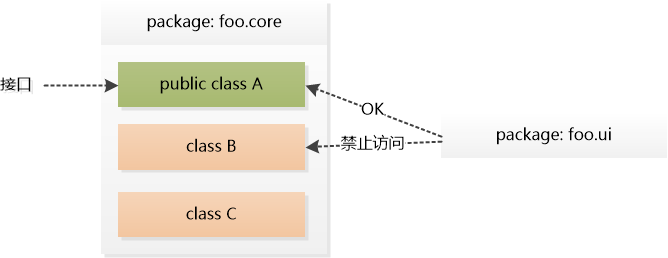 package: foo.core
接口
public class A
OK
class B
禁止访问
package: foo.ui
class C